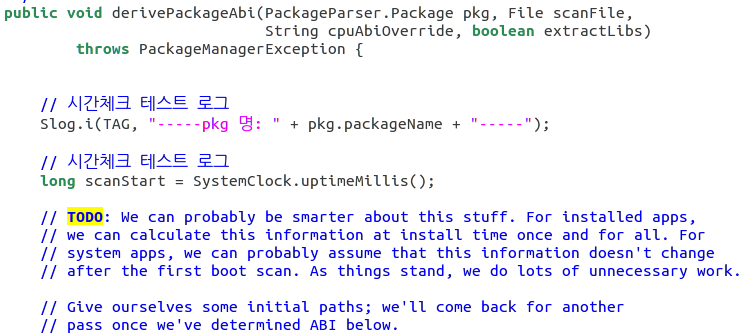 public void derivePackageAbi(PackageParser.Package pkg, File scanFile,
                             String cpuAbiOverride, boolean extractLibs)
        throws PackageManagerException {
    // 시간체크 테스트 로그
    Slog.i(TAG, "-----pkg 명: " + pkg.packageName + "-----");
    // 시간체크 테스트 로그
    long scanStart = SystemClock.uptimeMillis();
    // TODO: We can probably be smarter about this stuff. For installed apps,
    // we can calculate this information at install time once and for all. For
    // system apps, we can probably assume that this information doesn't change
    // after the first boot scan. As things stand, we do lots of unnecessary work.
    // Give ourselves some initial paths; we'll come back for another
    // pass once we've determined ABI below.